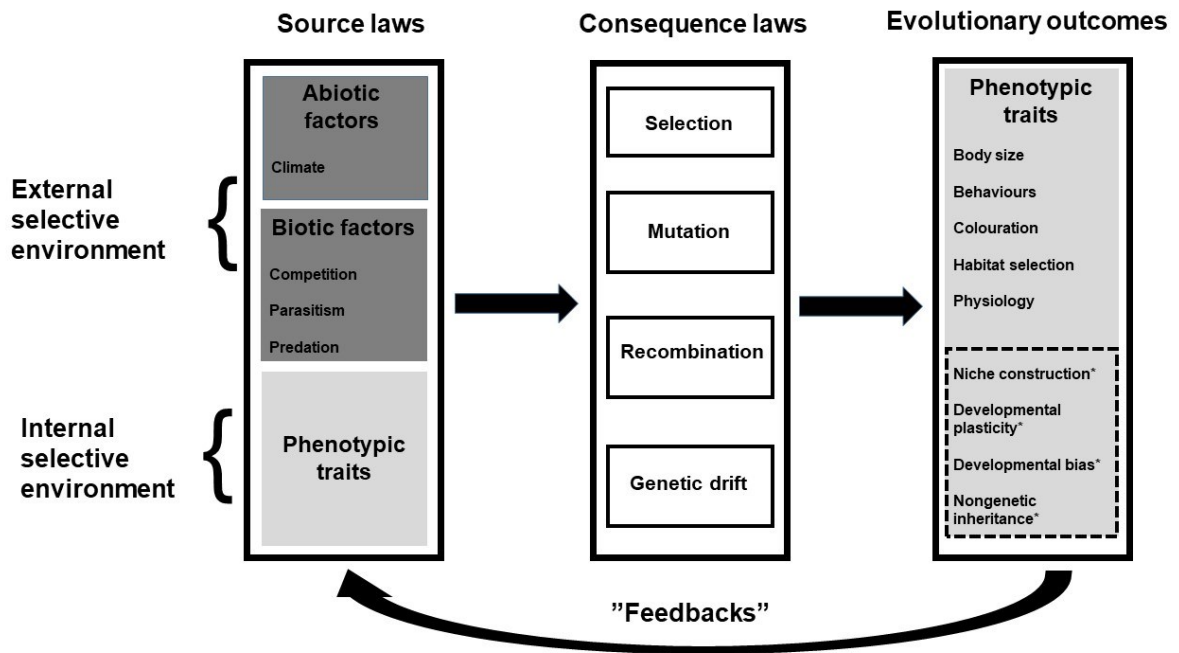 Source laws
Consequence laws
Evolutionary outcomes
External
selective
environment
Internal
selective
environment
Abiotic
factors
Climate
Biotic factors
Competition
Parasitism
Predation
Phenotypic
traits
Selection
Mutation
Recombination
Genetic drift
Phenotypic
traits
Body size
Behaviours
Colouration
Habitat selection
Physiology
Niche construction*
Developmental
plasticity*
Developmental bias*
Nongenetic
inheritance*
”Feedbacks”